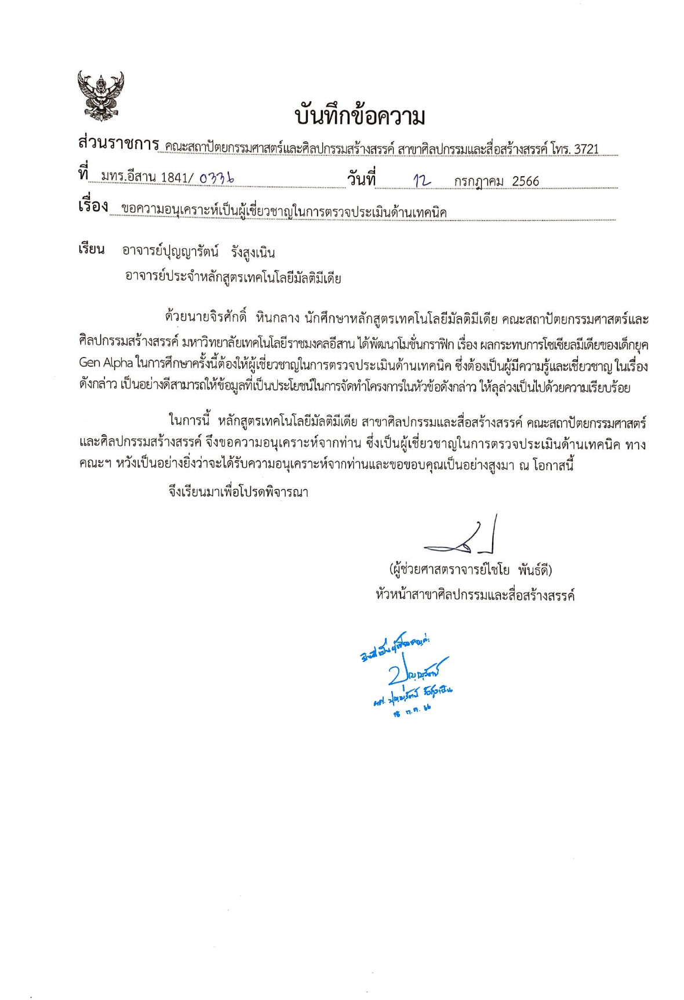 บันทึกข้อความ
ส่วนราชการ คณะสถาปัตยกรรมศาสตร์และศิลปกรรมสร้างสรรค์ สาขาศิลปกรรมและสื่อสร้างสรรค์ โทร. 3721
ที่ มทร.อีสาน 1841/ 0336 วันที่ 12 กรกฎาคม 2566
เรื่อง ขอความอนุเคราะห์เป็นผู้เชี่ยวชาญในการตรวจประเมินด้านเทคนิค
เรียน อาจารย์ปุญญารัตน์ รังสูงเนิน
อาจารย์ประจำหลักสูตรเทคโนโลยีมัลติมีเดีย
ด้วยนายจิรศักดิ์ หินกลาง นักศึกษาหลักสูตรเทคโนโลยีมัลติมีเดีย คณะสถาปัตยกรรมศาสตร์และ
ศิลปกรรมสร้างสรรค์ มหาวิทยาลัยเทคโนโลยีราชมงคลอีสาน ได้พัฒนาโมชั่นกราฟิก เรื่อง ผลกระทบการโซเซียลมีเดียของเด็กยุค
Gen Alpha ในการศึกษาครั้งนี้ต้องให้ผู้เชี่ยวชาญในการตรวจประเมินด้านเทคนิค ซึ่งต้องเป็นผู้มีความรู้และเชี่ยวชาญ ในเรื่อง
ดังกล่าว เป็นอย่างดีสามารถให้ข้อมูลที่เป็นประโยชน์ในการจัดทำโครงการในหัวข้อดังกล่าว ให้ลุล่วงเป็นไปด้วยความเรียบร้อย
ในการนี้ หลักสูตรเทคโนโลยีมัลติมีเดีย สาขาศิลปกรรมและสื่อสร้างสรรค์ คณะสถาปัตยกรรมศาสตร์
และศิลปกรรมสร้างสรรค์ จึงขอความอนุเคราะห์จากท่าน ซึ่งเป็นผู้เชี่ยวชาญในการตรวจประเมินด้านเทคนิค ทาง
คณะฯ หวังเป็นอย่างยิ่งว่าจะได้รับความอนุเคราะห์จากท่านและขอขอบคุณเป็นอย่างสูงมา ณ โอกาสนี้
จึงเรียนมาเพื่อโปรดพิจารณา
(ผู้ช่วยศาสตราจารย์ไชโย พันธ์ดี)
หัวหน้าสาขาศิลปกรรมและสื่อสร้างสรรค์
ยินดีเป็นผู้เชี่ยวชาญค่ะ
ปุญญารัตน์
ผศ. ปุญญารัตน์ รังสูงเนิน
ก.ค. 66